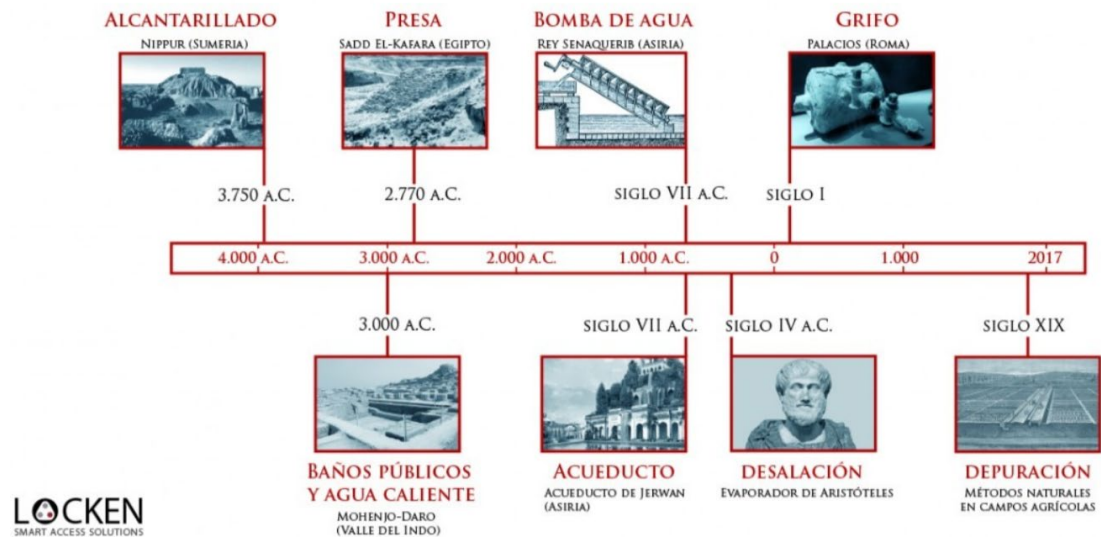 ALCANTARILLADO
NIPPUR (SUMERIA)
PRESA
SADD EL-KAFARA (EGIPTO)
BOMBA DE AGUA
REY SENAQUERIB (ASIRIA)
GRIFO
PALACIOS (ROMA)
3.750 A.C.
2.770 A.C.
SIGLO VII A.C.
SIGLO I
4.000 A.C.
3.000 A.C.
2.000 A.C.
1.000 A.C.
0
1.000
2017
3.000 A.C.
SIGLO VII A.C.
SIGLO IV A.C.
SIGLO XIX
BAÑOS PÚBLICOS
Y AGUA CALIENTE
MOHENJO-DARO
(VALLE DEL INDO)
ACUEDUCTO
ACUEDUCTO DE JERWAN
(ASIRIA)
DESALACIÓN
EVAPORADOR DE ARISTÓTELES
DEPURACIÓN
MÉTODOS NATURALES
EN CAMPOS AGRÍCOLAS
LOCKEN
SMART ACCESS SOLUTIONS